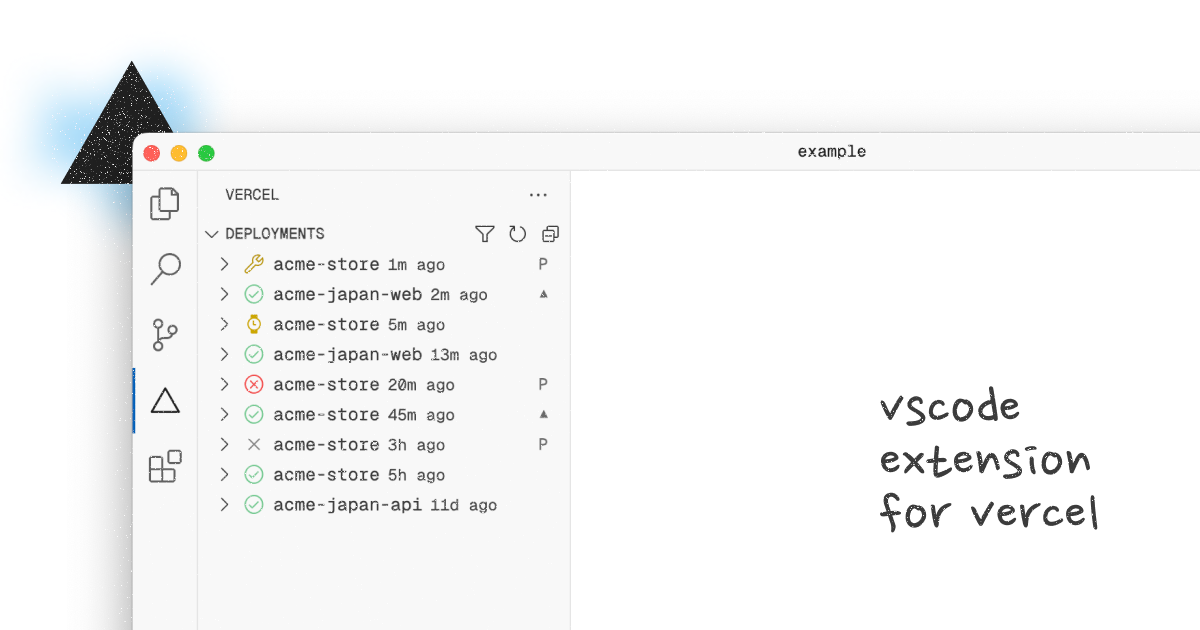 example
VERCEL
DEPLOYMENTS
acme-store 1m ago P
acme-japan-web 2m ago
acme-store 5m ago
acme-japan-web 13m ago
acme-store 20m ago P
acme-store 45m ago
acme-store 3h ago P
acme-store 5h ago
acme-japan-api 11d ago
vscode
extension
for vercel